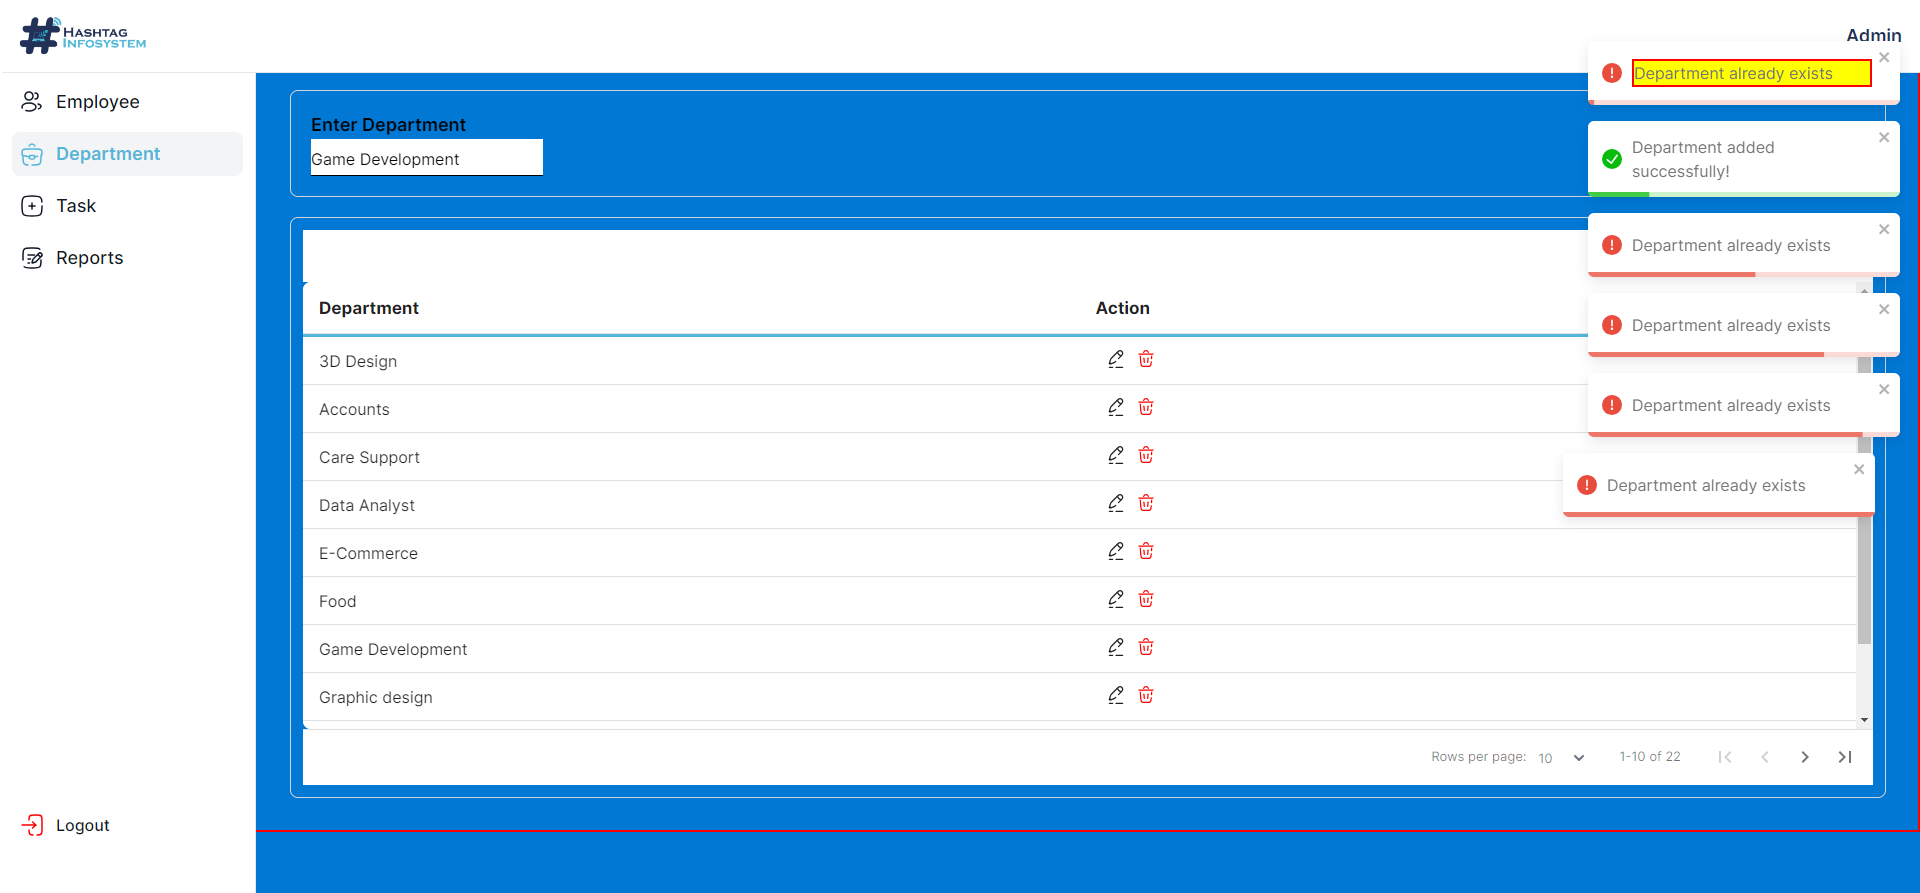 HASHTAG
INFOSYSTEM
Admin
Employee
Department
Task
Reports
Logout
Enter Department
Game Development
Department already exists
Department added
successfully!
Department already exists
Department already exists
Department already exists
Department already exists
Department Action
3D Design
Accounts
Care Support
Data Analyst
E-Commerce
Food
Game Development
Graphic design
Rows per page: 10 1-10 of 22